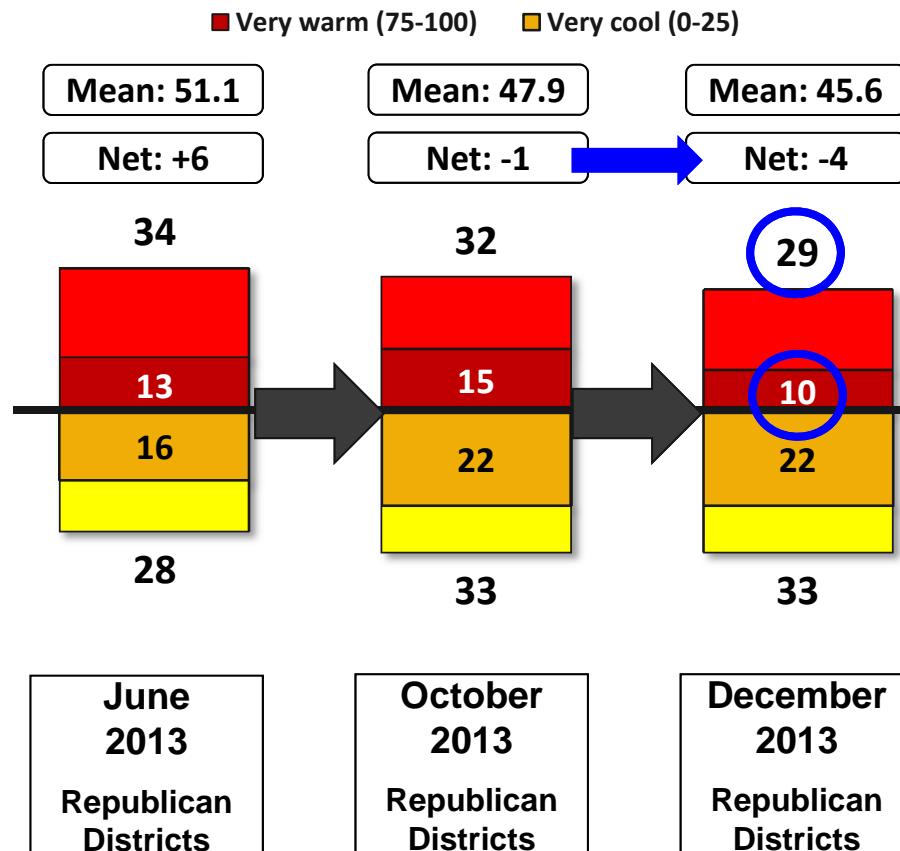 Very warm (75-100) Very cool (0-25)
Mean: 51.1 Mean: 47.9 Mean: 45.6
Net: +6 Net: -1 Net: -4
34 32 29
13 15 10
16 22 22
28 33 33
June October December
2013 2013 2013
Republican Republican Republican
Districts Districts Districts